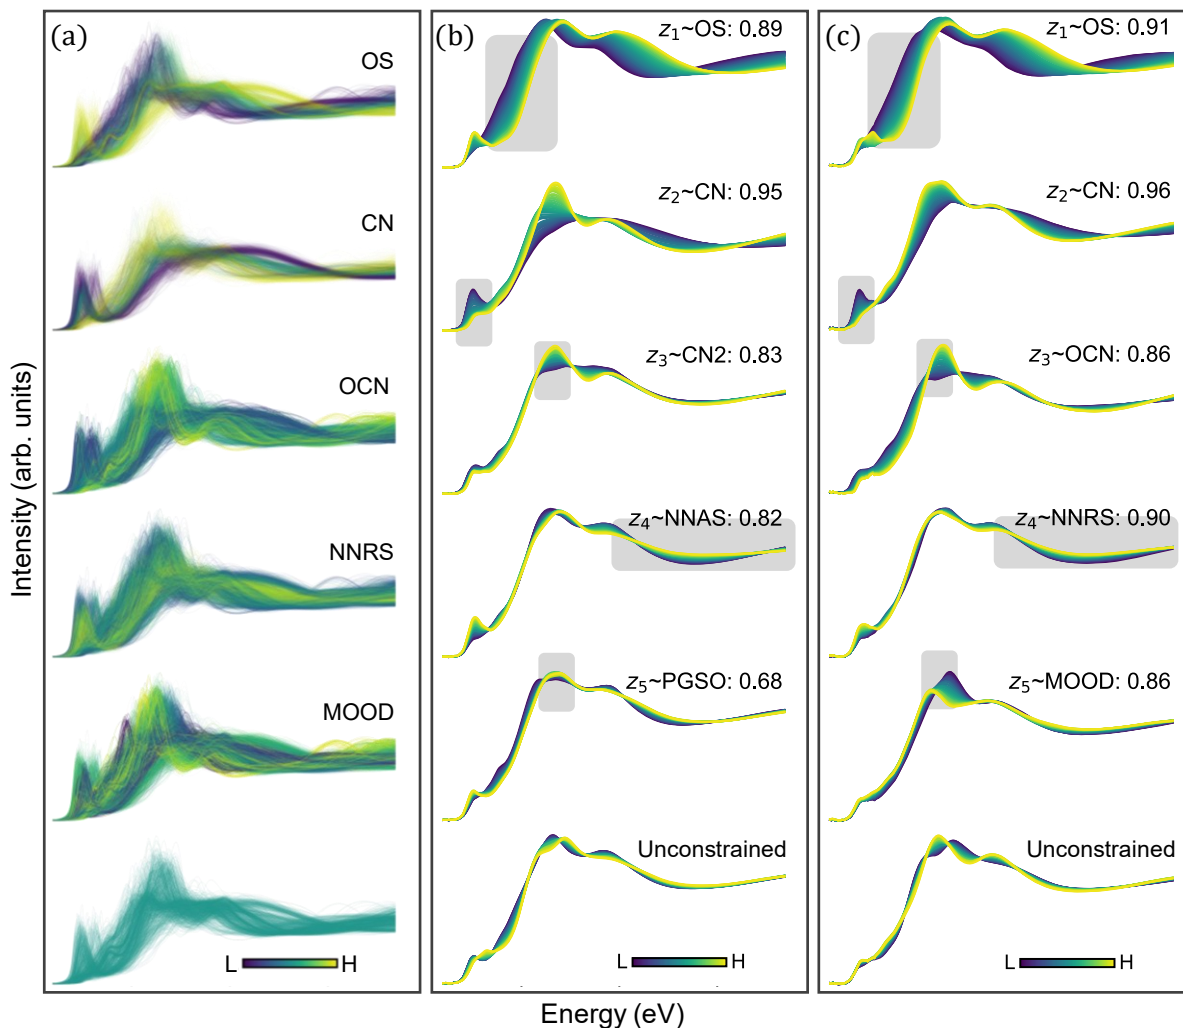 Intensity (arb. units)
(a)
OS
CN
OCN
NNRS
MOOD
L H
(b)
z₁~OS: 0.89
z₂~CN: 0.95
z₃~CN2: 0.83
z₄~NNAS: 0.82
z₅~PGSO: 0.68
Unconstrained
L H
(c)
z₁~OS: 0.91
z₂~CN: 0.96
z₃~OCN: 0.86
z₄~NNRS: 0.90
z₅~MOOD: 0.86
Unconstrained
L H
Energy (eV)